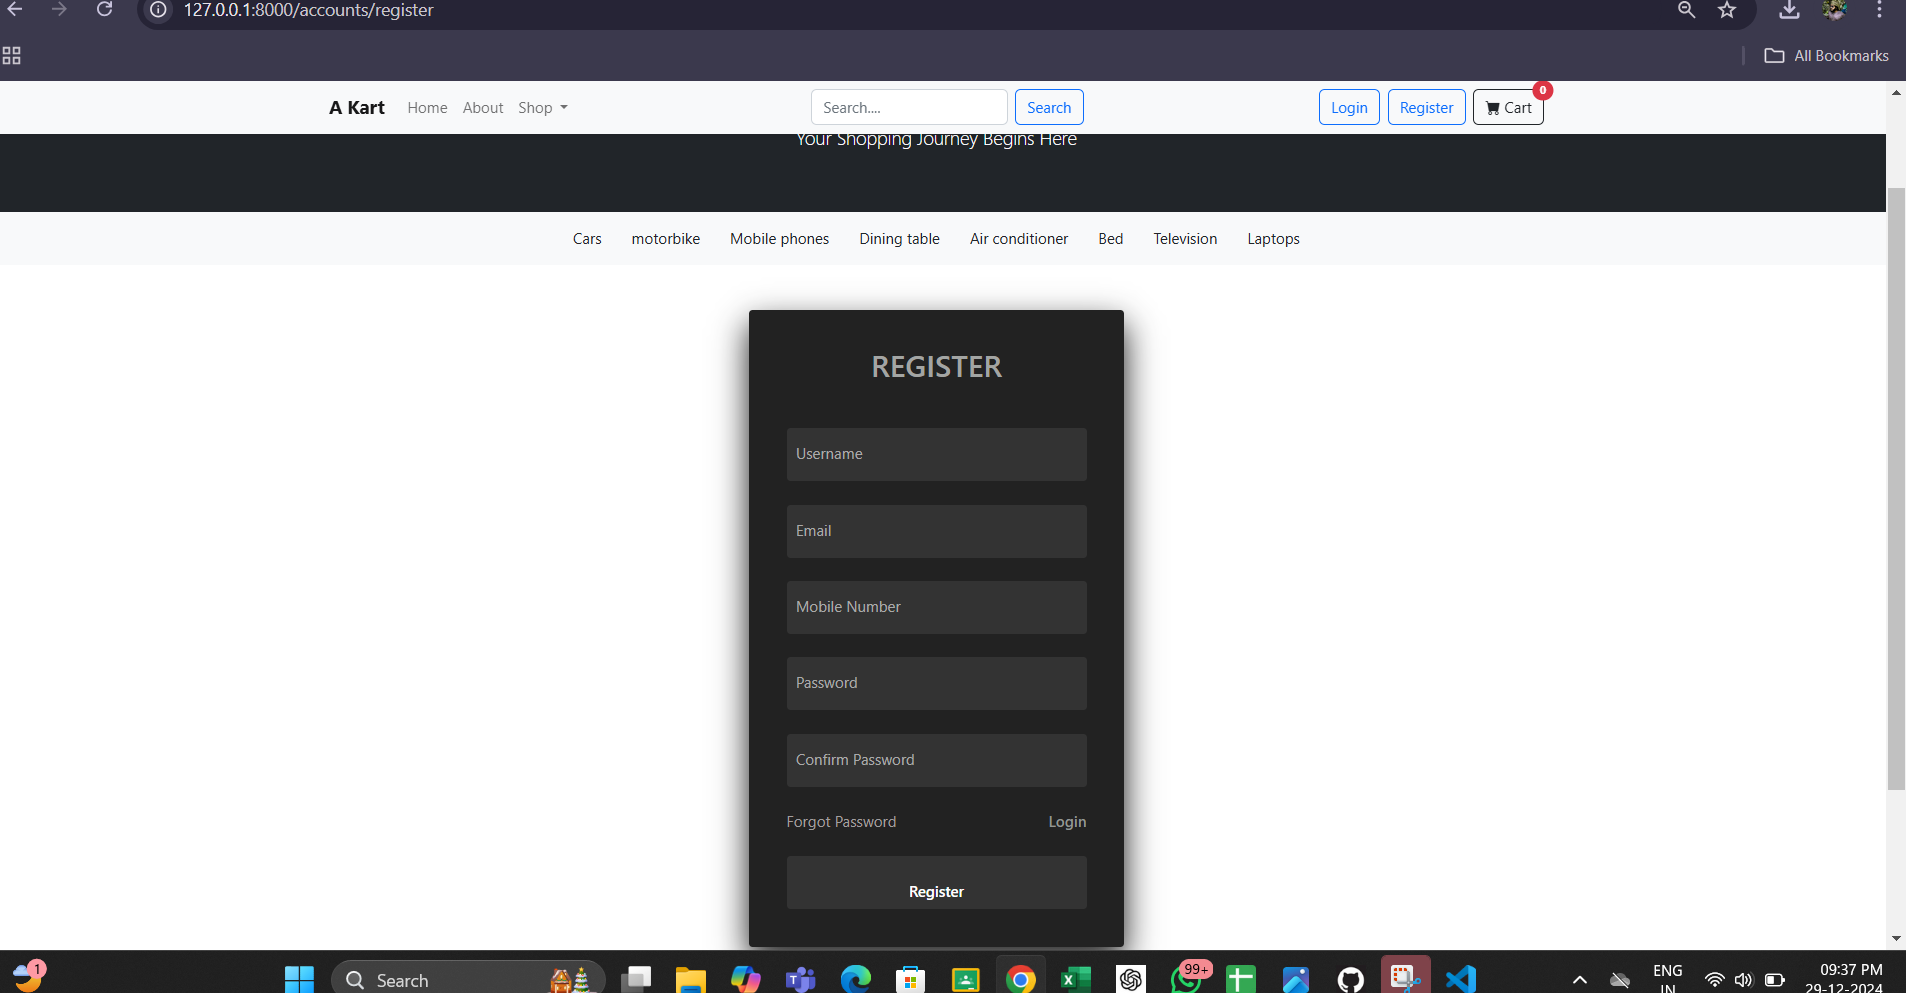 127.0.0.1:8000/accounts/register
All Bookmarks
A Kart Home About Shop Search.... Search Login Register Cart 0
Your Shopping Journey Begins Here
Cars motorbike Mobile phones Dining table Air conditioner Bed Television Laptops
REGISTER
Username
Email
Mobile Number
Password
Confirm Password
Forgot Password Login
Register
1 Search 99+ ENG 09:37 PM
IN 29-12-2024